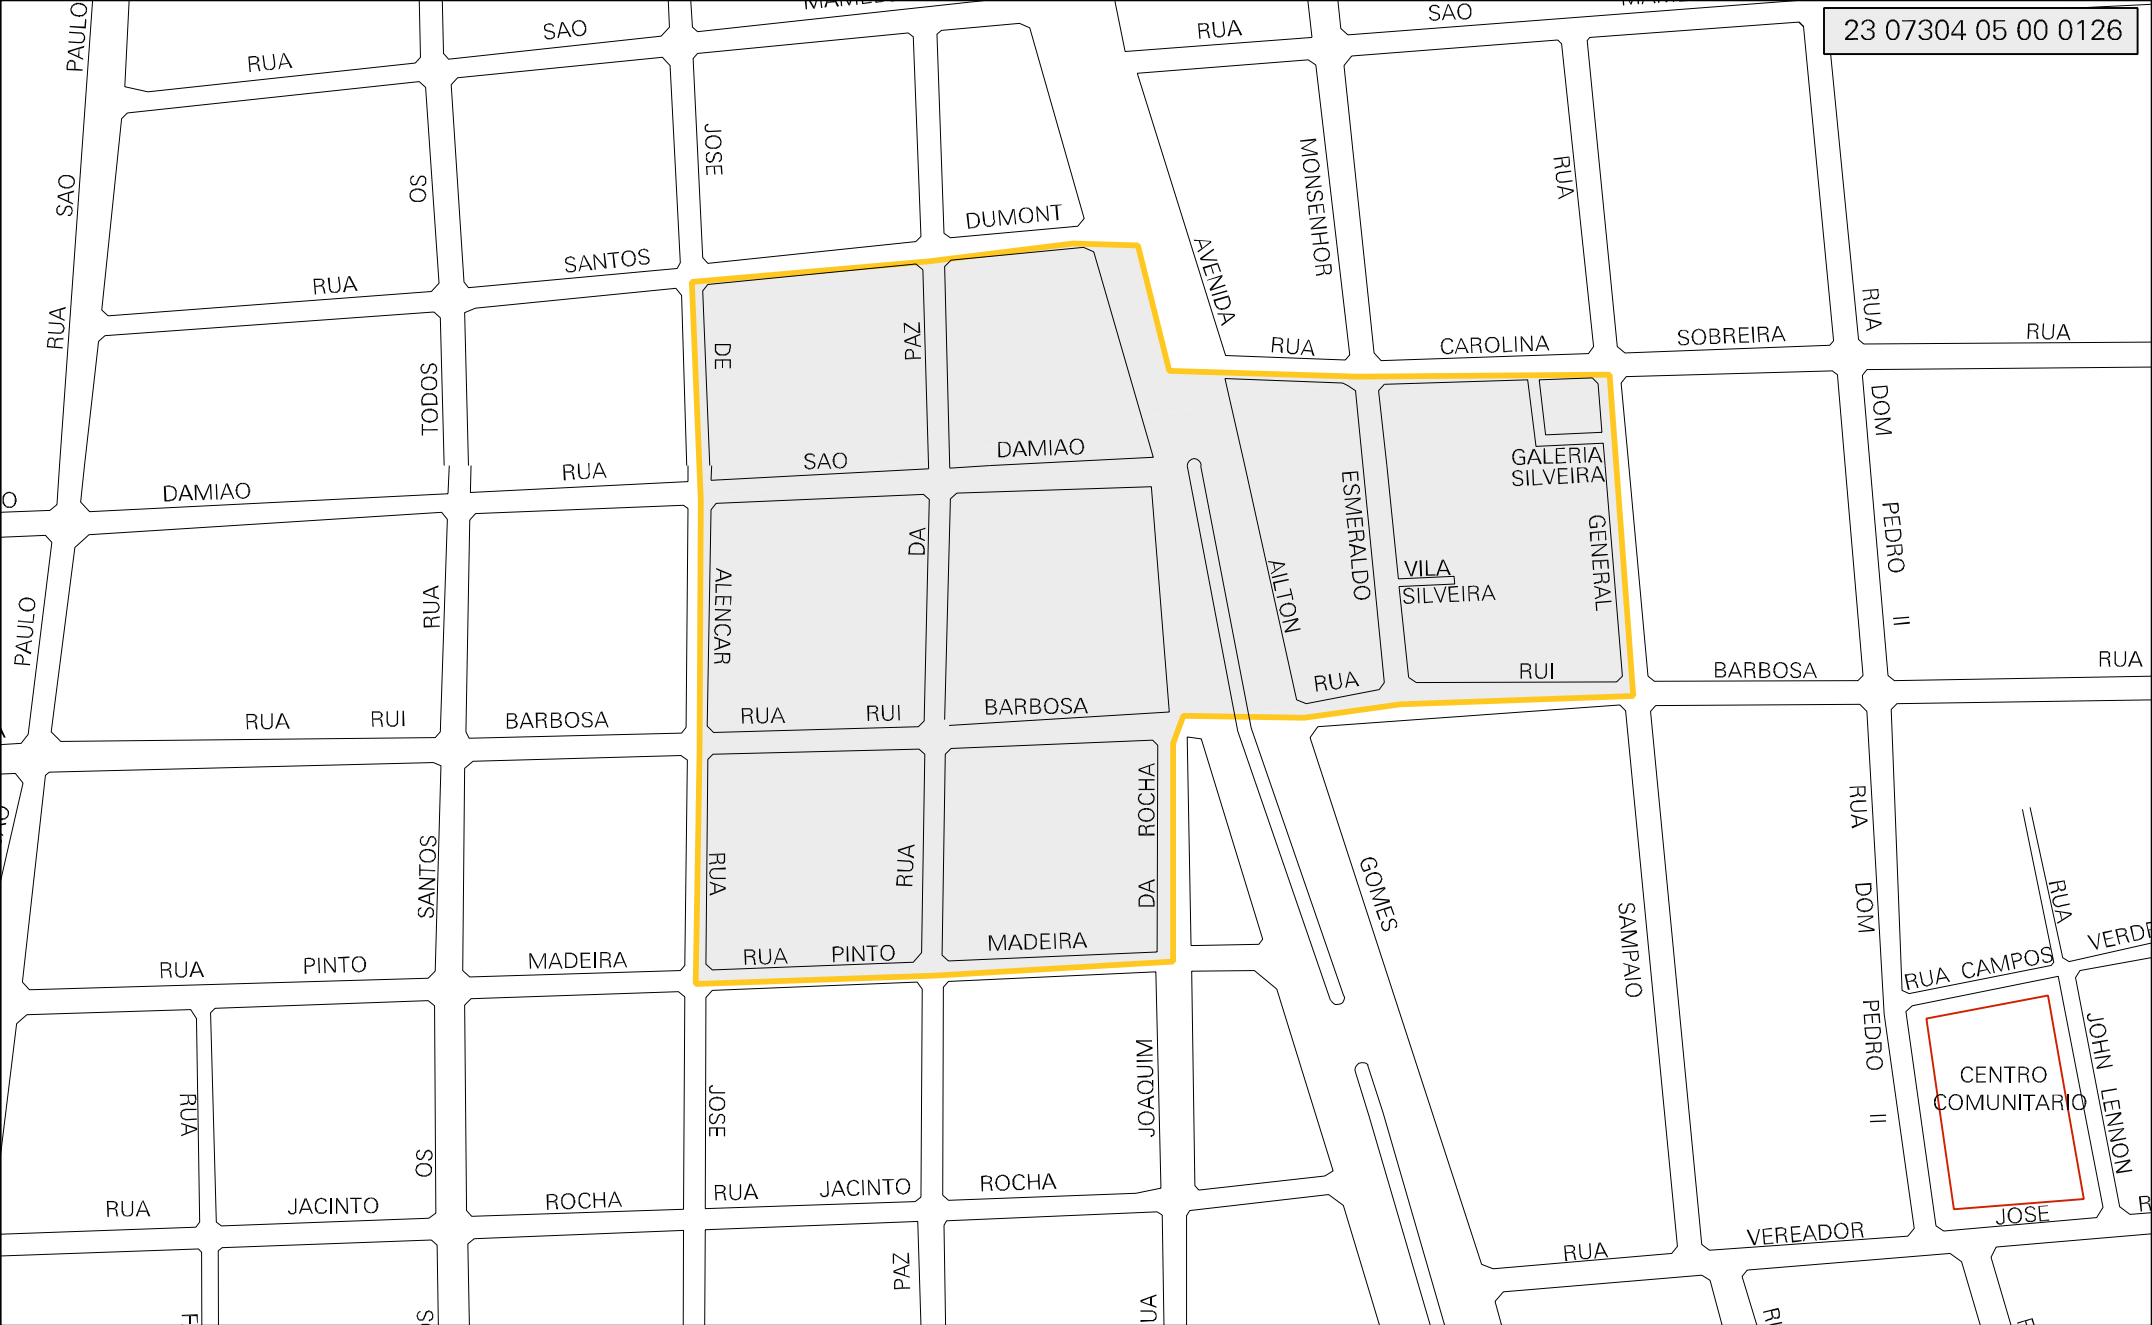 23 07304 05 00 0126
PAULO
SAO
RUA
RUA
SAO
RUA
SAO
JOSE
OS
RUA
SANTOS
DUMONT
MONSENHOR
RUA
AVENIDA
RUA
CAROLINA
SOBREIRA
RUA
RUA
DE
PAZ
TODOS
DAMIAO
RUA
SAO
DAMIAO
GALERIA
SILVEIRA
ESMERALDO
GENERAL
DOM
PEDRO
II
DA
ALENCAR
RUA
PAULO
AILTON
VILA
SILVEIRA
RUA
RUI
BARBOSA
RUA
RUA
RUI
BARBOSA
RUA
RUI
BARBOSA
ROCHA
DA
RUA
RUA
SANTOS
GOMES
SAMPAIO
RUA
DOM
PEDRO
II
RUA
PINTO
MADEIRA
RUA
PINTO
MADEIRA
RUA
VERDE
RUA CAMPOS
CENTRO
COMUNITARIO
JOHN LENNON
RUA
OS
JOSE
JOAQUIM
RUA
JACINTO
ROCHA
RUA
JACINTO
ROCHA
RUA
VEREADOR
JOSE
PAZ